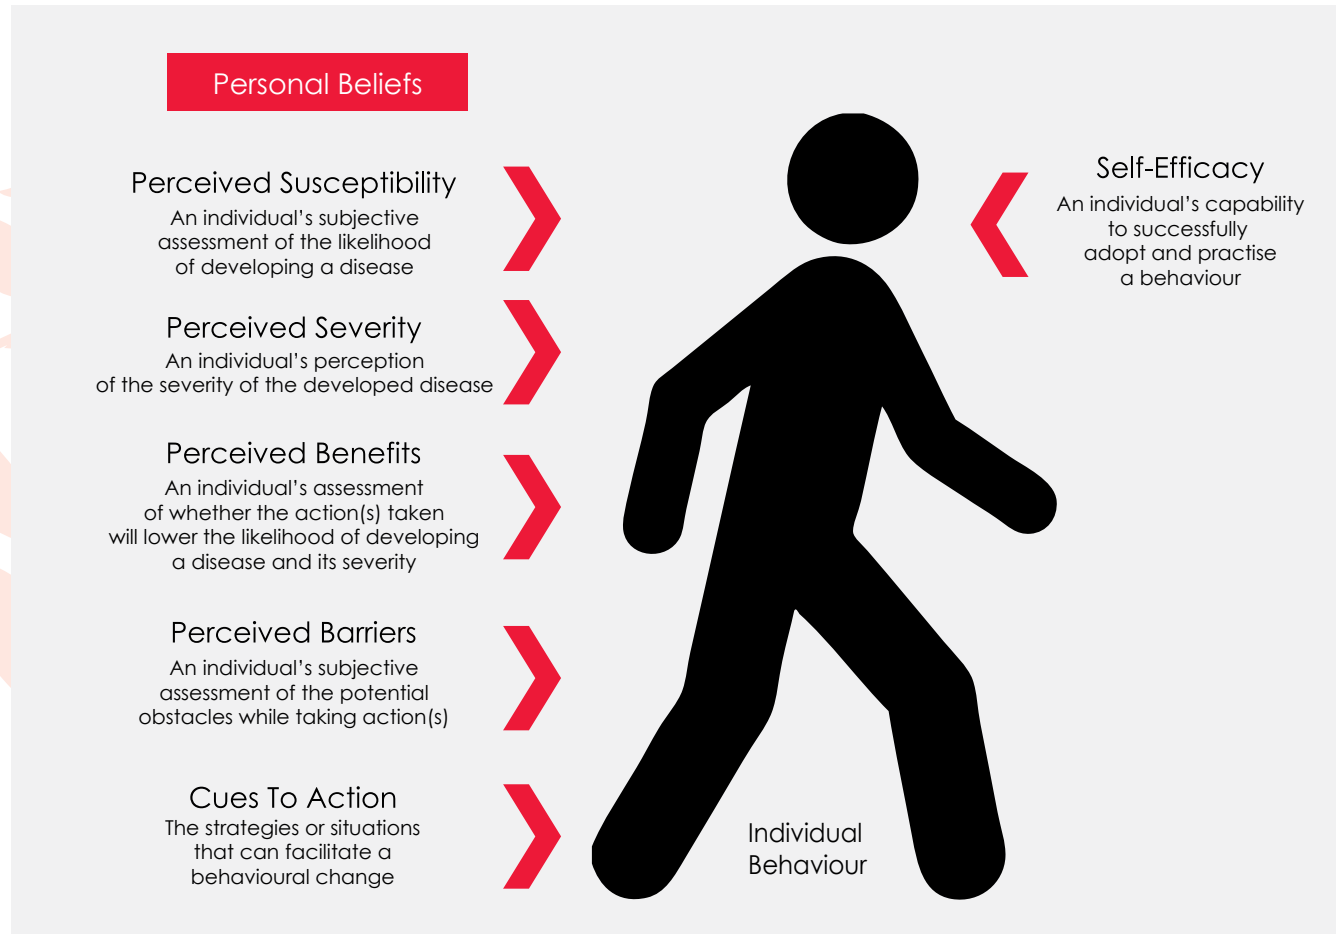 Personal Beliefs
Perceived Susceptibility
An individual's subjective
assessment of the likelihood
of developing a disease
Perceived Severity
An individual's perception
of the severity of the developed disease
Perceived Benefits
An individual's assessment
of whether the action(s) taken
will lower the likelihood of developing
a disease and its severity
Perceived Barriers
An individual's subjective
assessment of the potential
obstacles while taking action(s)
Cues To Action
The strategies or situations
that can facilitate a
behavioural change
Self-Efficacy
An individual's capability
to successfully
adopt and practise
a behaviour
Individual
Behaviour